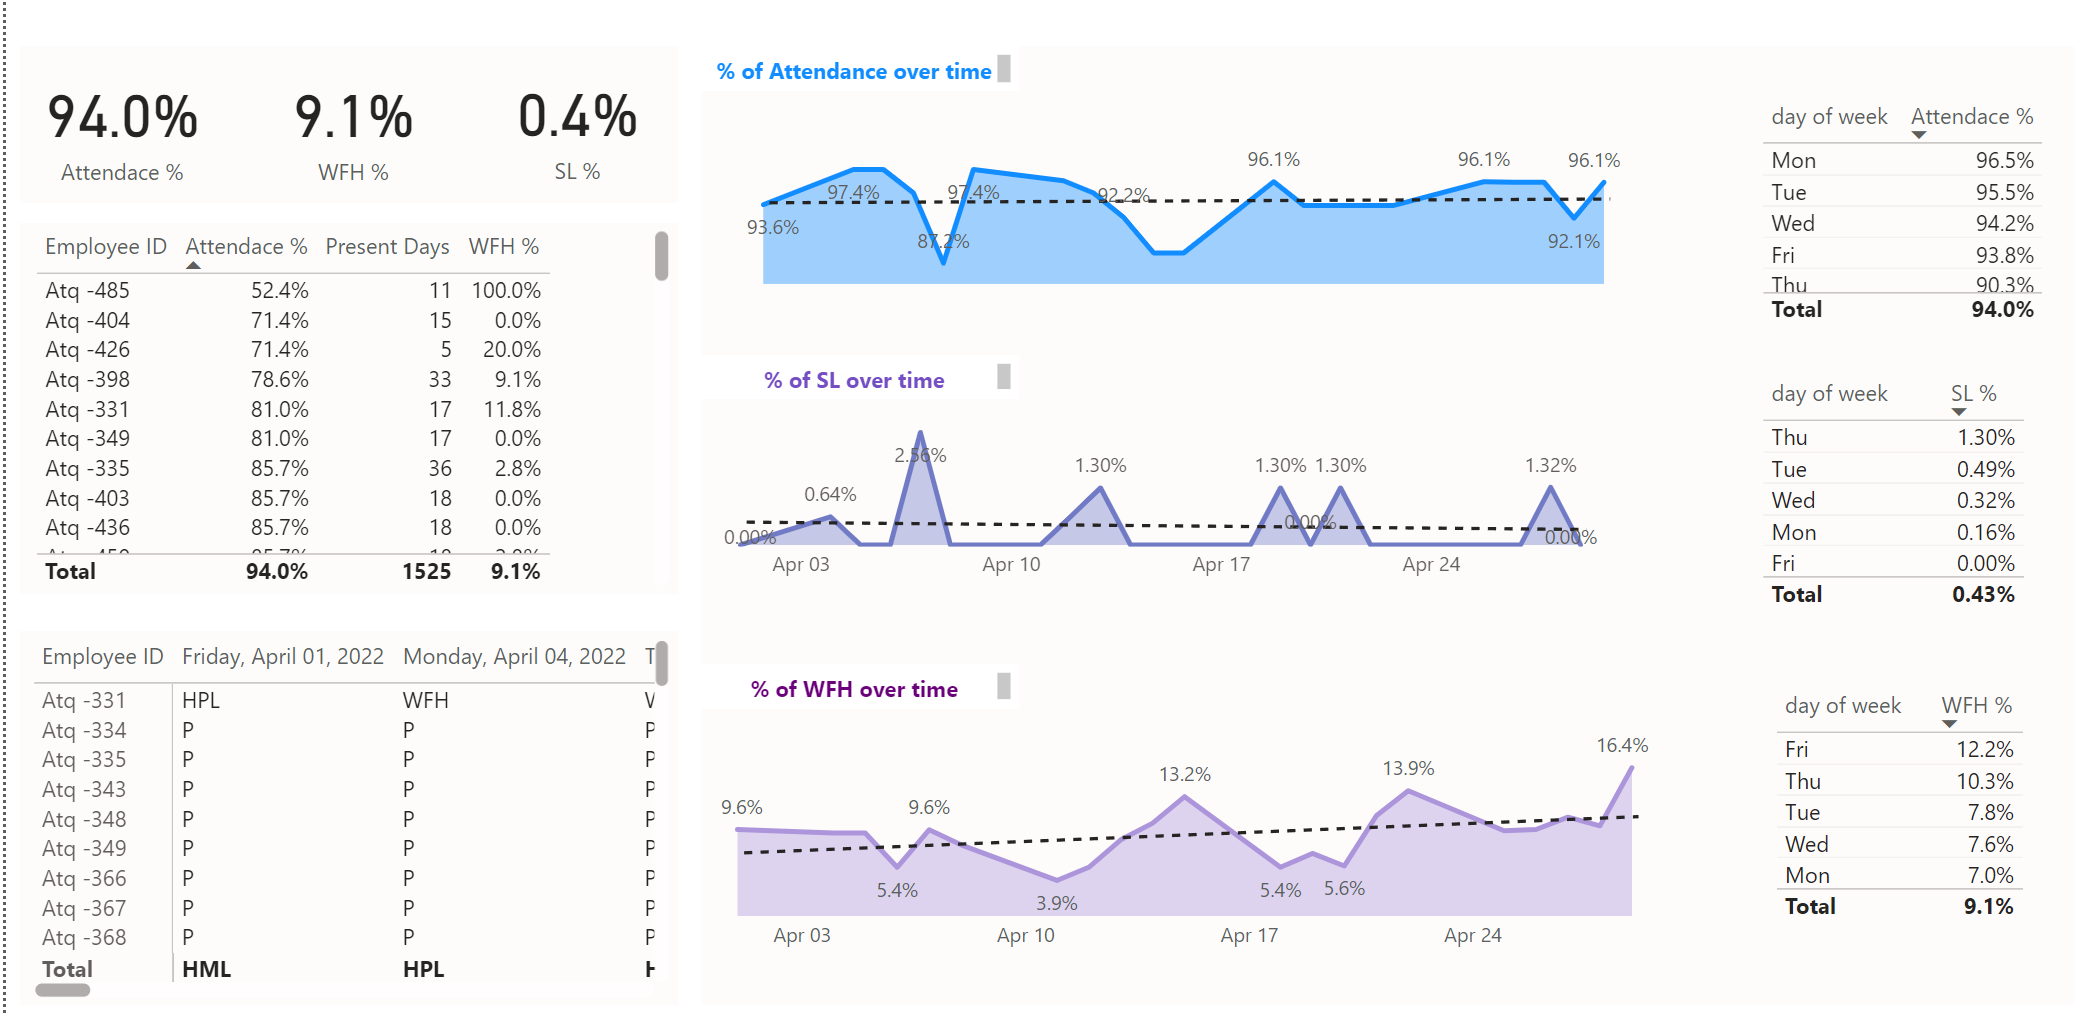 94.0%
Attendace %
9.1%
WFH %
0.4%
SL %
Employee ID Attendace % Present Days WFH %
Atq -485 52.4% 11 100.0%
Atq -404 71.4% 15 0.0%
Atq -426 71.4% 5 20.0%
Atq -398 78.6% 33 9.1%
Atq -331 81.0% 17 11.8%
Atq -349 81.0% 17 0.0%
Atq -335 85.7% 36 2.8%
Atq -403 85.7% 18 0.0%
Atq -436 85.7% 18 0.0%
Total 94.0% 1525 9.1%
Employee ID Friday, April 01, 2022 Monday, April 04, 2022
Atq -331 HPL WFH
Atq -334 P P P
Atq -335 P P P
Atq -343 P P P
Atq -348 P P P
Atq -349 P P P
Atq -366 P P P
Atq -367 P P P
Atq -368 P P P
Total HML HPL
% of Attendance over time
96.1% 96.1% 96.1%
97.4% 97.4% 92.2%
93.6% 87.2% 92.1%
% of SL over time
2.56% 1.30% 1.30% 1.30% 1.32%
0.64%
0.00% 0.00% 0.00%
Apr 03 Apr 10 Apr 17 Apr 24
% of WFH over time
16.4%
13.2% 13.9%
9.6% 9.6%
5.4% 3.9% 5.4% 5.6%
Apr 03 Apr 10 Apr 17 Apr 24
day of week Attendace %
Mon 96.5%
Tue 95.5%
Wed 94.2%
Fri 93.8%
Thu 90.3%
Total 94.0%
day of week SL %
Thu 1.30%
Tue 0.49%
Wed 0.32%
Mon 0.16%
Fri 0.00%
Total 0.43%
day of week WFH %
Fri 12.2%
Thu 10.3%
Tue 7.8%
Wed 7.6%
Mon 7.0%
Total 9.1%